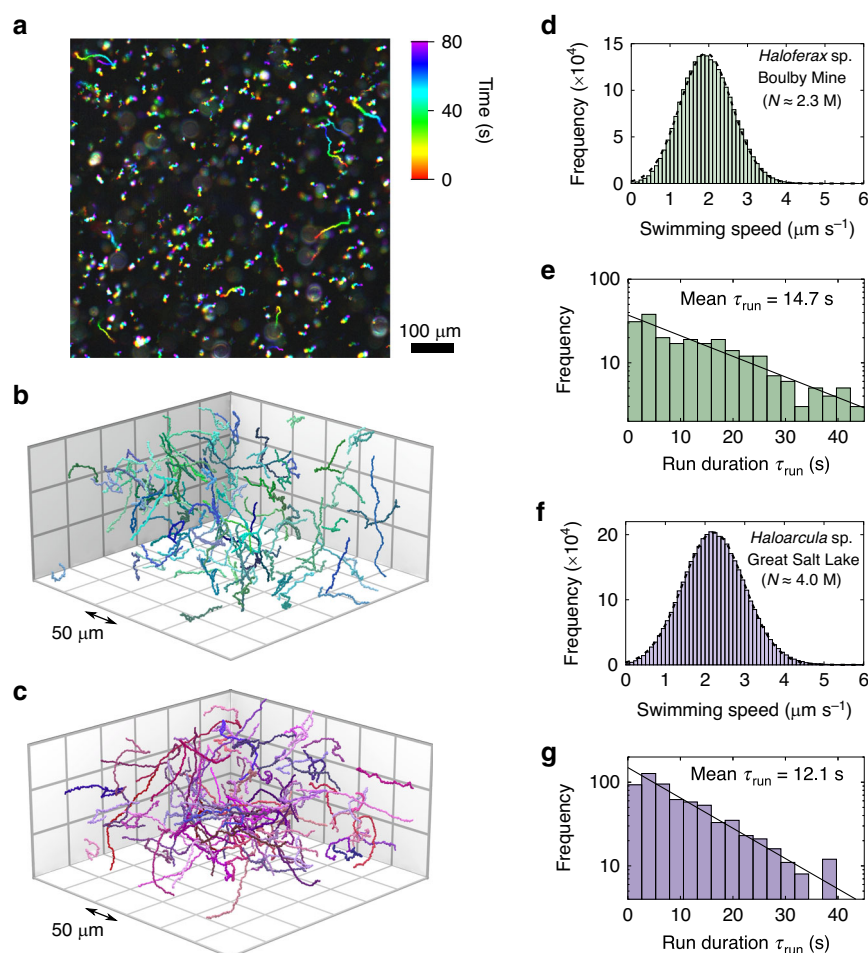 a
80
40
0
Time (s)
100 μm
b
50 μm
c
50 μm
d
15
10
5
0
Frequency (×10⁴)
Haloferax sp.
Boulby Mine
(N ≈ 2.3 M)
0 1 2 3 4 5 6
Swimming speed (μm s⁻¹)
e
100
10
Frequency
Mean τrun = 14.7 s
0 10 20 30 40
Run duration τrun (s)
f
20
10
0
Frequency (×10⁴)
Haloarcula sp.
Great Salt Lake
(N ≈ 4.0 M)
0 1 2 3 4 5 6
Swimming speed (μm s⁻¹)
g
100
10
Frequency
Mean τrun = 12.1 s
0 10 20 30 40
Run duration τrun (s)